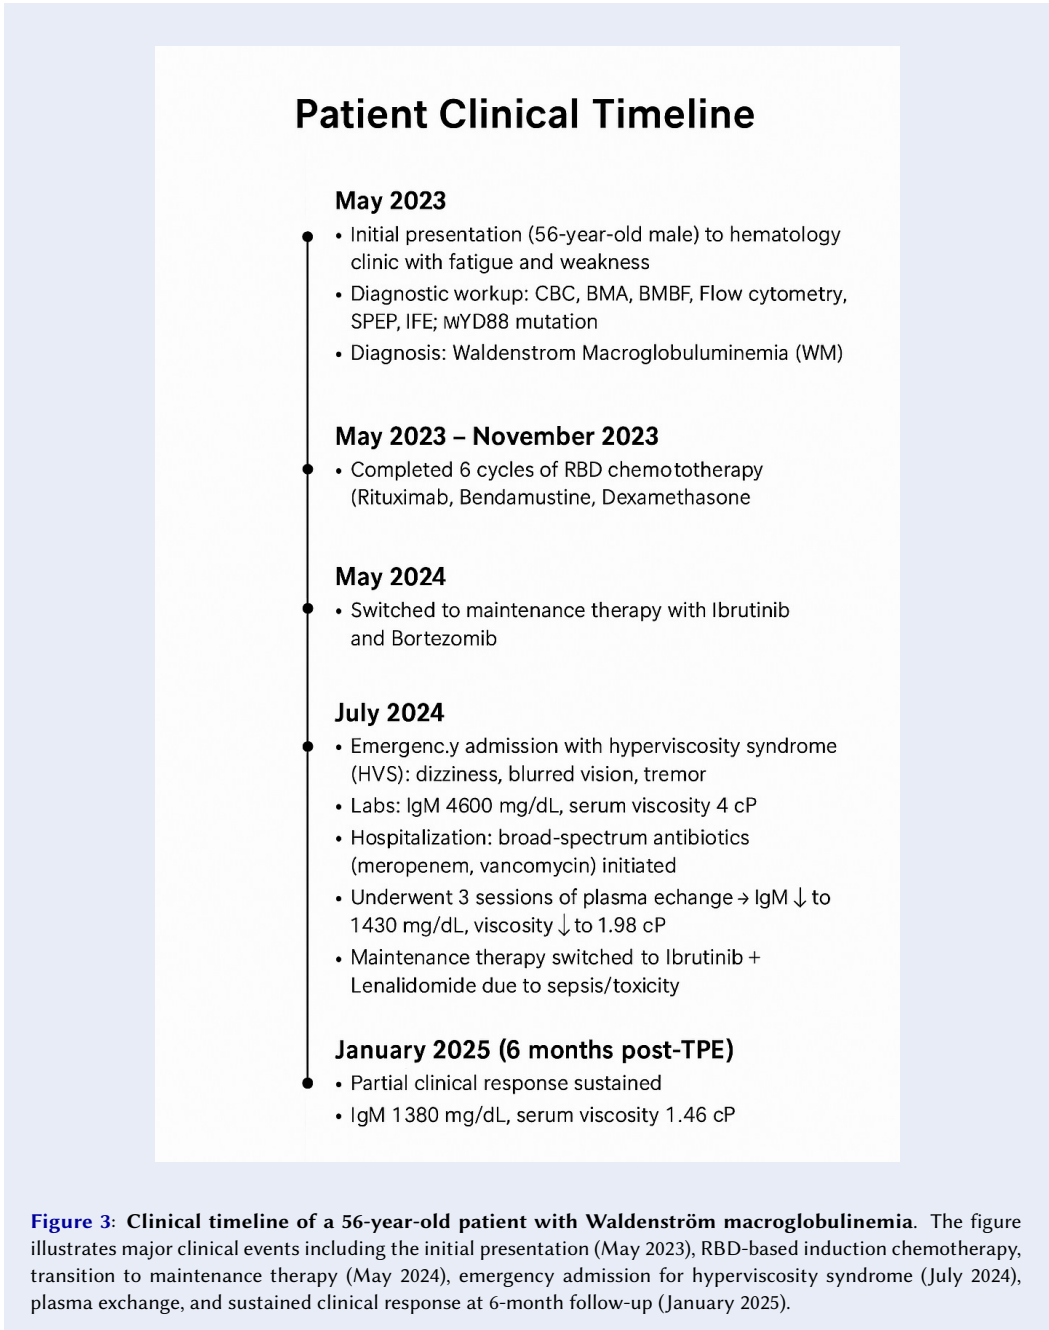 Patient Clinical Timeline
May 2023
• Initial presentation (56-year-old male) to hematology
clinic with fatigue and weakness
• Diagnostic workup: CBC, BMA, BMBF, Flow cytometry,
SPEP, IFE; MYD88 mutation
• Diagnosis: Waldenstrom Macroglobuluminemia (WM)
May 2023 – November 2023
• Completed 6 cycles of RBD chemototherapy
(Rituximab, Bendamustine, Dexamethasone
May 2024
• Switched to maintenance therapy with Ibrutinib
and Bortezomib
July 2024
• Emergenc.y admission with hyperviscosity syndrome
(HVS): dizziness, blurred vision, tremor
• Labs: IgM 4600 mg/dL, serum viscosity 4 cP
• Hospitalization: broad-spectrum antibiotics
(meropenem, vancomycin) initiated
• Underwent 3 sessions of plasma echange → IgM ↓ to
1430 mg/dL, viscosity ↓ to 1.98 cP
• Maintenance therapy switched to Ibrutinib +
Lenalidomide due to sepsis/toxicity
January 2025 (6 months post-TPE)
• Partial clinical response sustained
• IgM 1380 mg/dL, serum viscosity 1.46 cP
Figure 3: Clinical timeline of a 56-year-old patient with Waldenström macroglobulinemia. The figure
illustrates major clinical events including the initial presentation (May 2023), RBD-based induction chemotherapy,
transition to maintenance therapy (May 2024), emergency admission for hyperviscosity syndrome (July 2024),
plasma exchange, and sustained clinical response at 6-month follow-up (January 2025).